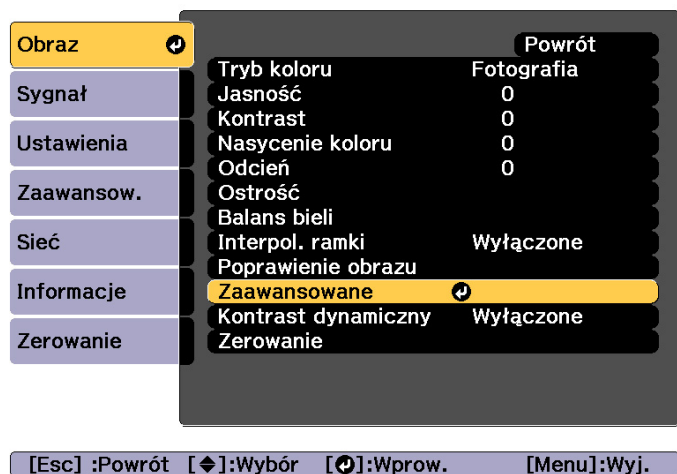 Obraz
Sygnał
Ustawienia
Zaawansow.
Sieć
Informacje
Zerowanie
Powrót
Tryb koloru Fotografia
Jasność 0
Kontrast 0
Nasycenie koloru 0
Odcień 0
Ostrość
Balans bieli
Interpol. ramki Wyłączone
Poprawienie obrazu
Zaawansowane
Kontrast dynamiczny Wyłączone
Zerowanie
[Esc] :Powrót [◆]:Wybór [↵]:Wprow. [Menu]:Wyj.